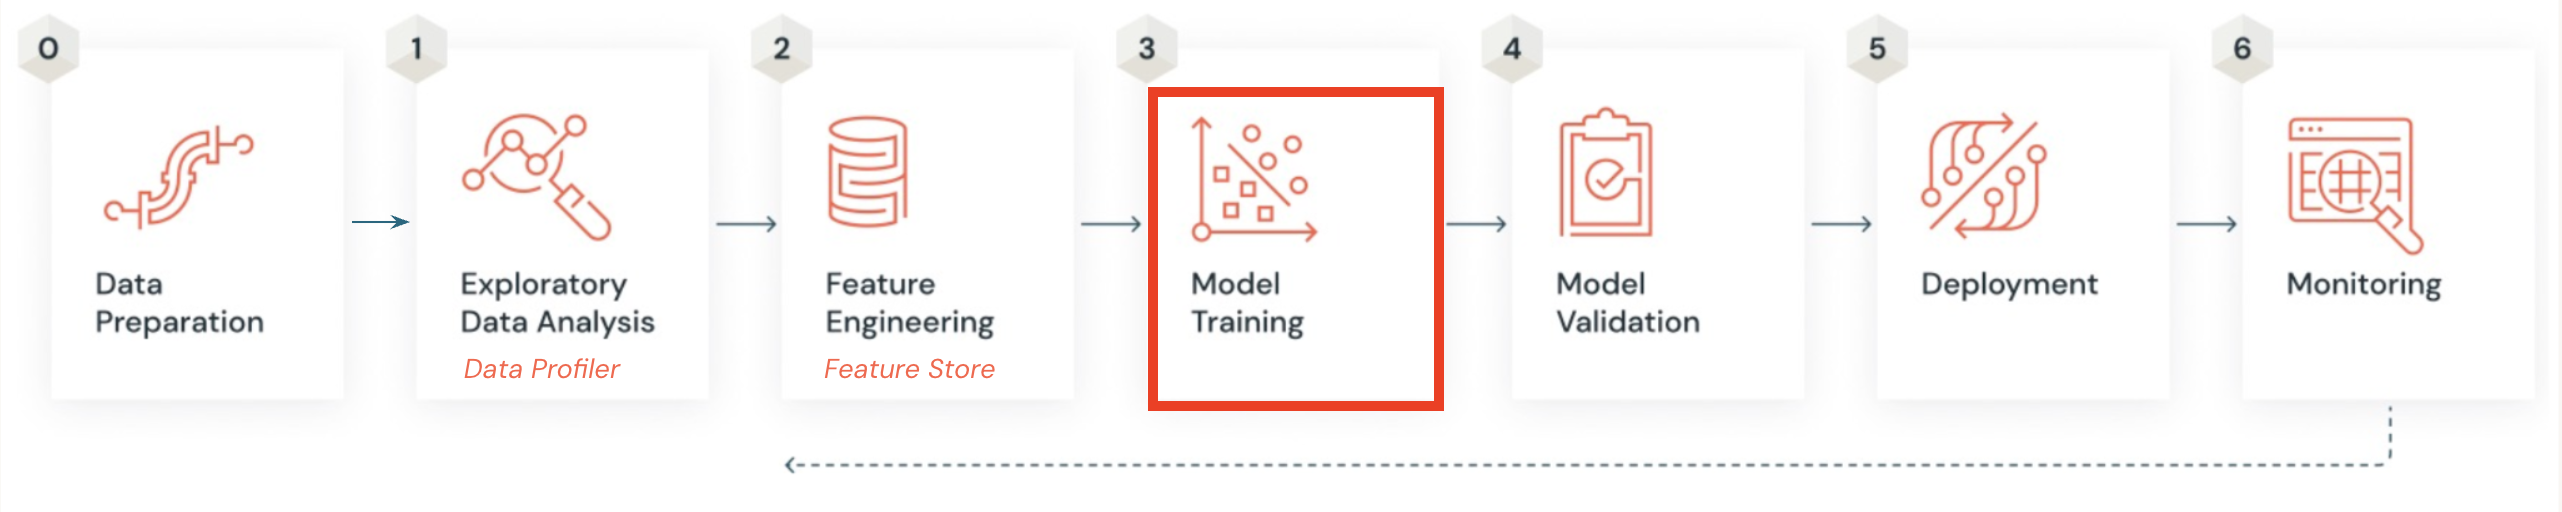 0
Data
Preparation
1
Exploratory
Data Analysis
Data Profiler
2
Feature
Engineering
Feature Store
3
Model
Training
4
Model
Validation
5
Deployment
6
Monitoring